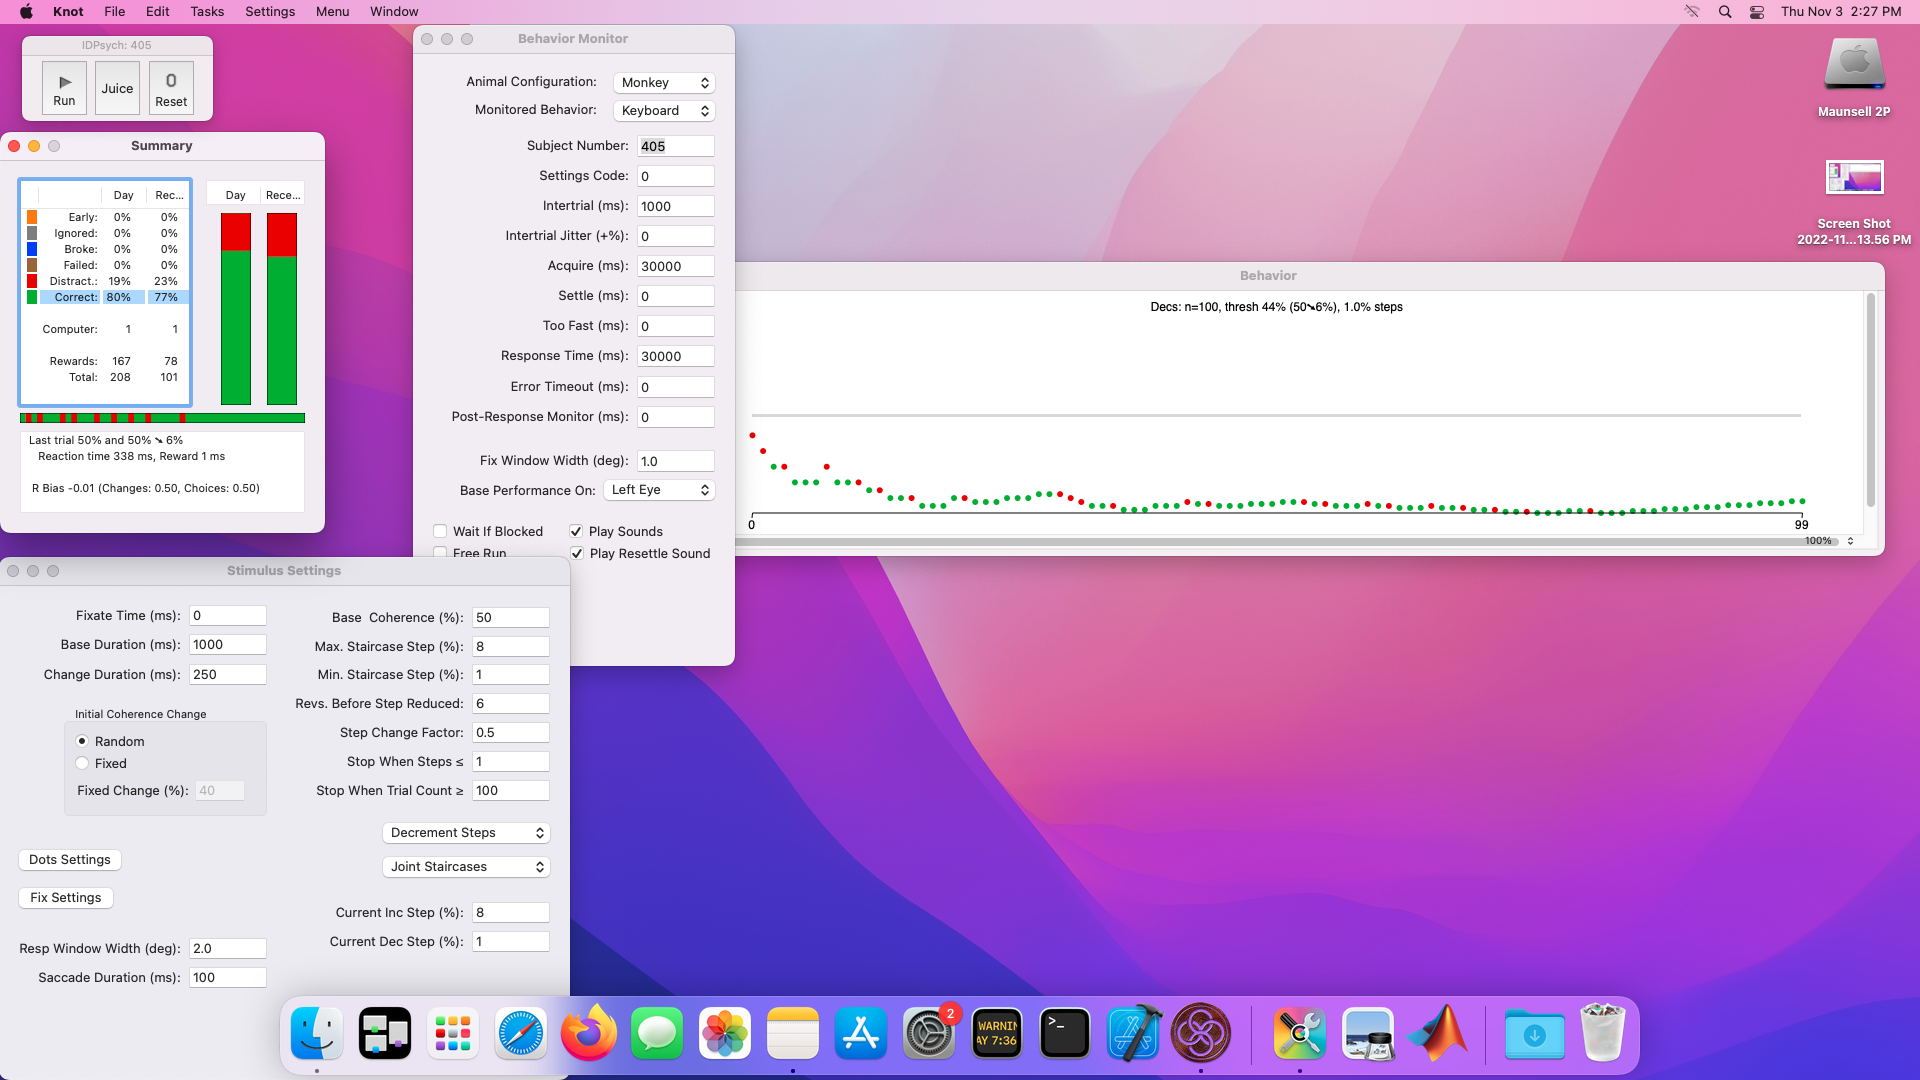 Knot File Edit Tasks Settings Menu Window Thu Nov 3 2:27 PM
IDPsych: 405
Run
Juice
0
Reset
Summary
Day Rec... Day Rece...
Early: 0% 0%
Ignored: 0% 0%
Broke: 0% 0%
Failed: 0% 0%
Distract.: 19% 23%
Correct: 80% 77%
Computer: 1 1
Rewards: 167 78
Total: 208 101
Last trial 50% and 50% ➘ 6%
Reaction time 338 ms, Reward 1 ms
R Bias -0.01 (Changes: 0.50, Choices: 0.50)
Behavior Monitor
Animal Configuration: Monkey
Monitored Behavior: Keyboard
Subject Number: 405
Settings Code: 0
Intertrial (ms): 1000
Intertrial Jitter (+%): 0
Acquire (ms): 30000
Settle (ms): 0
Too Fast (ms): 0
Response Time (ms): 30000
Error Timeout (ms): 0
Post-Response Monitor (ms): 0
Fix Window Width (deg): 1.0
Base Performance On: Left Eye
Wait If Blocked Play Sounds
Free Run Play Resettle Sound
Behavior
Decs: n=100, thresh 44% (50➘6%), 1.0% steps
0 99
100%
Maunsell 2P
Screen Shot
2022-11...13.56 PM
Stimulus Settings
Fixate Time (ms): 0
Base Duration (ms): 1000
Change Duration (ms): 250
Initial Coherence Change
Random
Fixed
Fixed Change (%): 40
Dots Settings
Fix Settings
Resp Window Width (deg): 2.0
Saccade Duration (ms): 100
Base Coherence (%): 50
Max. Staircase Step (%): 8
Min. Staircase Step (%): 1
Revs. Before Step Reduced: 6
Step Change Factor: 0.5
Stop When Steps ≤ 1
Stop When Trial Count ≥ 100
Decrement Steps
Joint Staircases
Current Inc Step (%): 8
Current Dec Step (%): 1
2
WARNIN
AY 7:36
>_